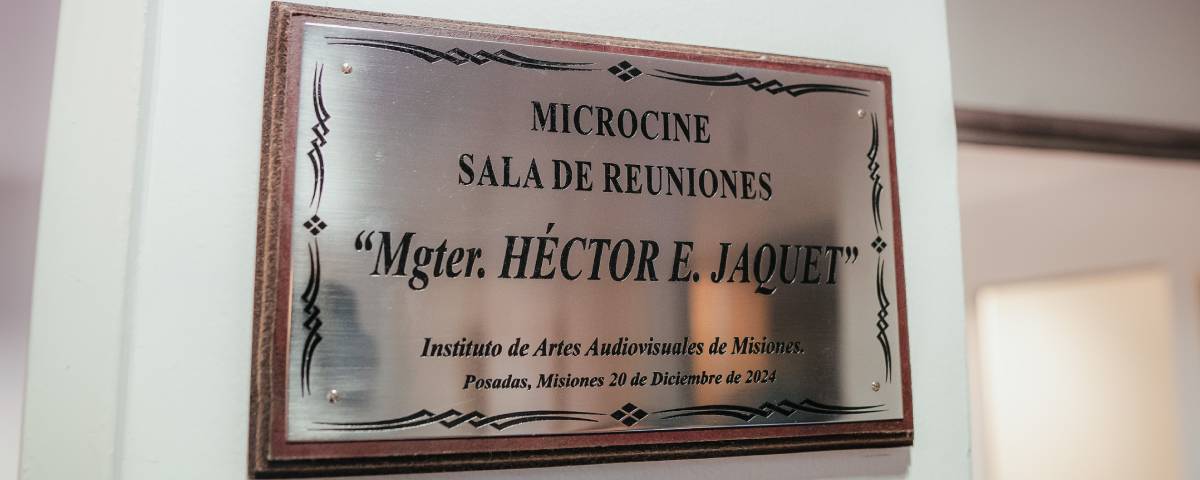 MICROCINE
SALA DE REUNIONES
“Mgter. HÉCTOR E. JAQUET”
Instituto de Artes Audiovisuales de Misiones.
Posadas, Misiones 20 de Diciembre de 2024